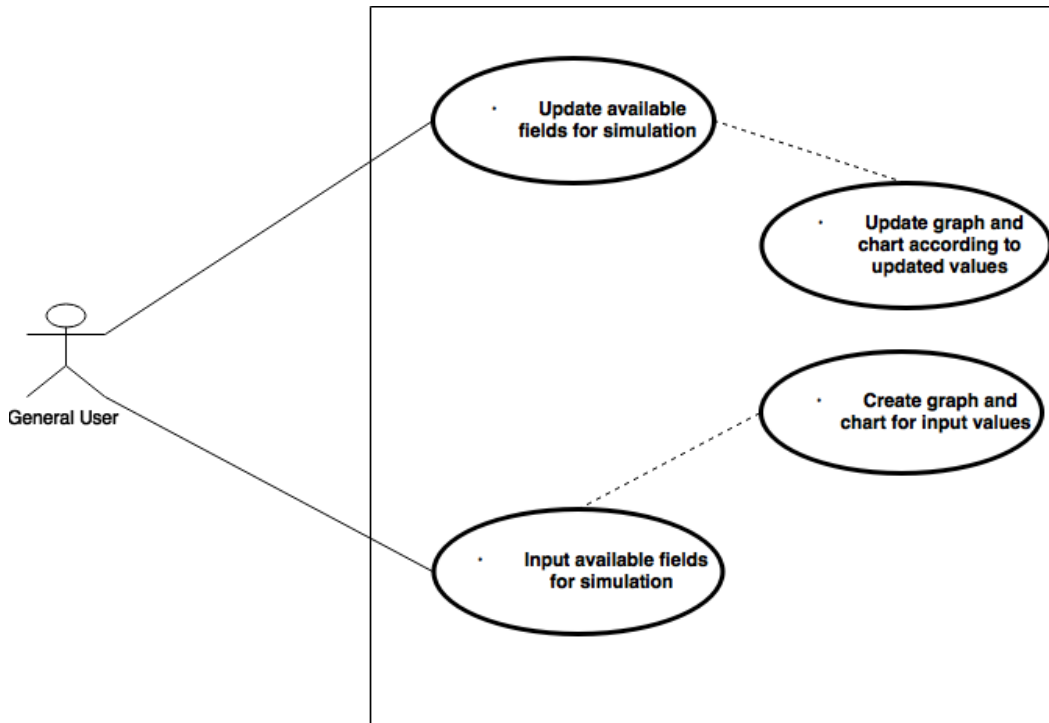 Update available
fields for simulation
Update graph and
chart according to
updated values
Create graph and
chart for input values
General User
Input available fields
for simulation